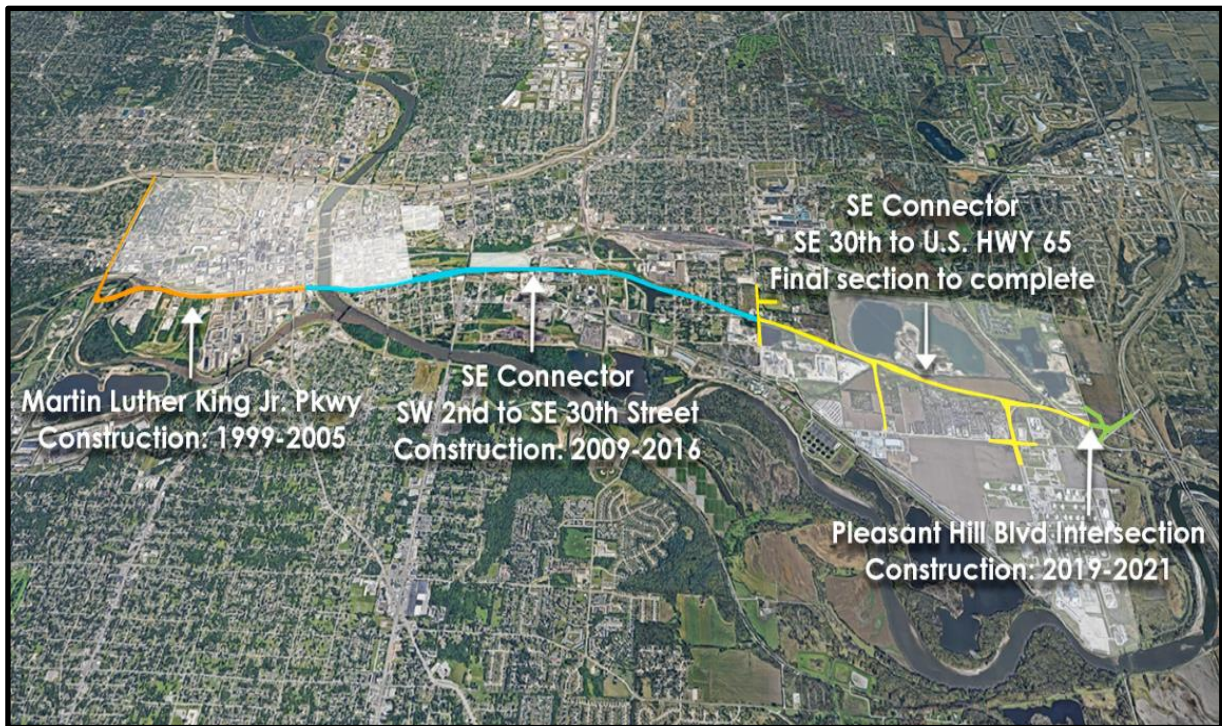 SE Connector
SE 30th to U.S. HWY 65
Final section to complete
Martin Luther King Jr. Pkwy
Construction: 1999-2005
SE Connector
SW 2nd to SE 30th Street
Construction: 2009-2016
Pleasant Hill Blvd Intersection
Construction: 2019-2021